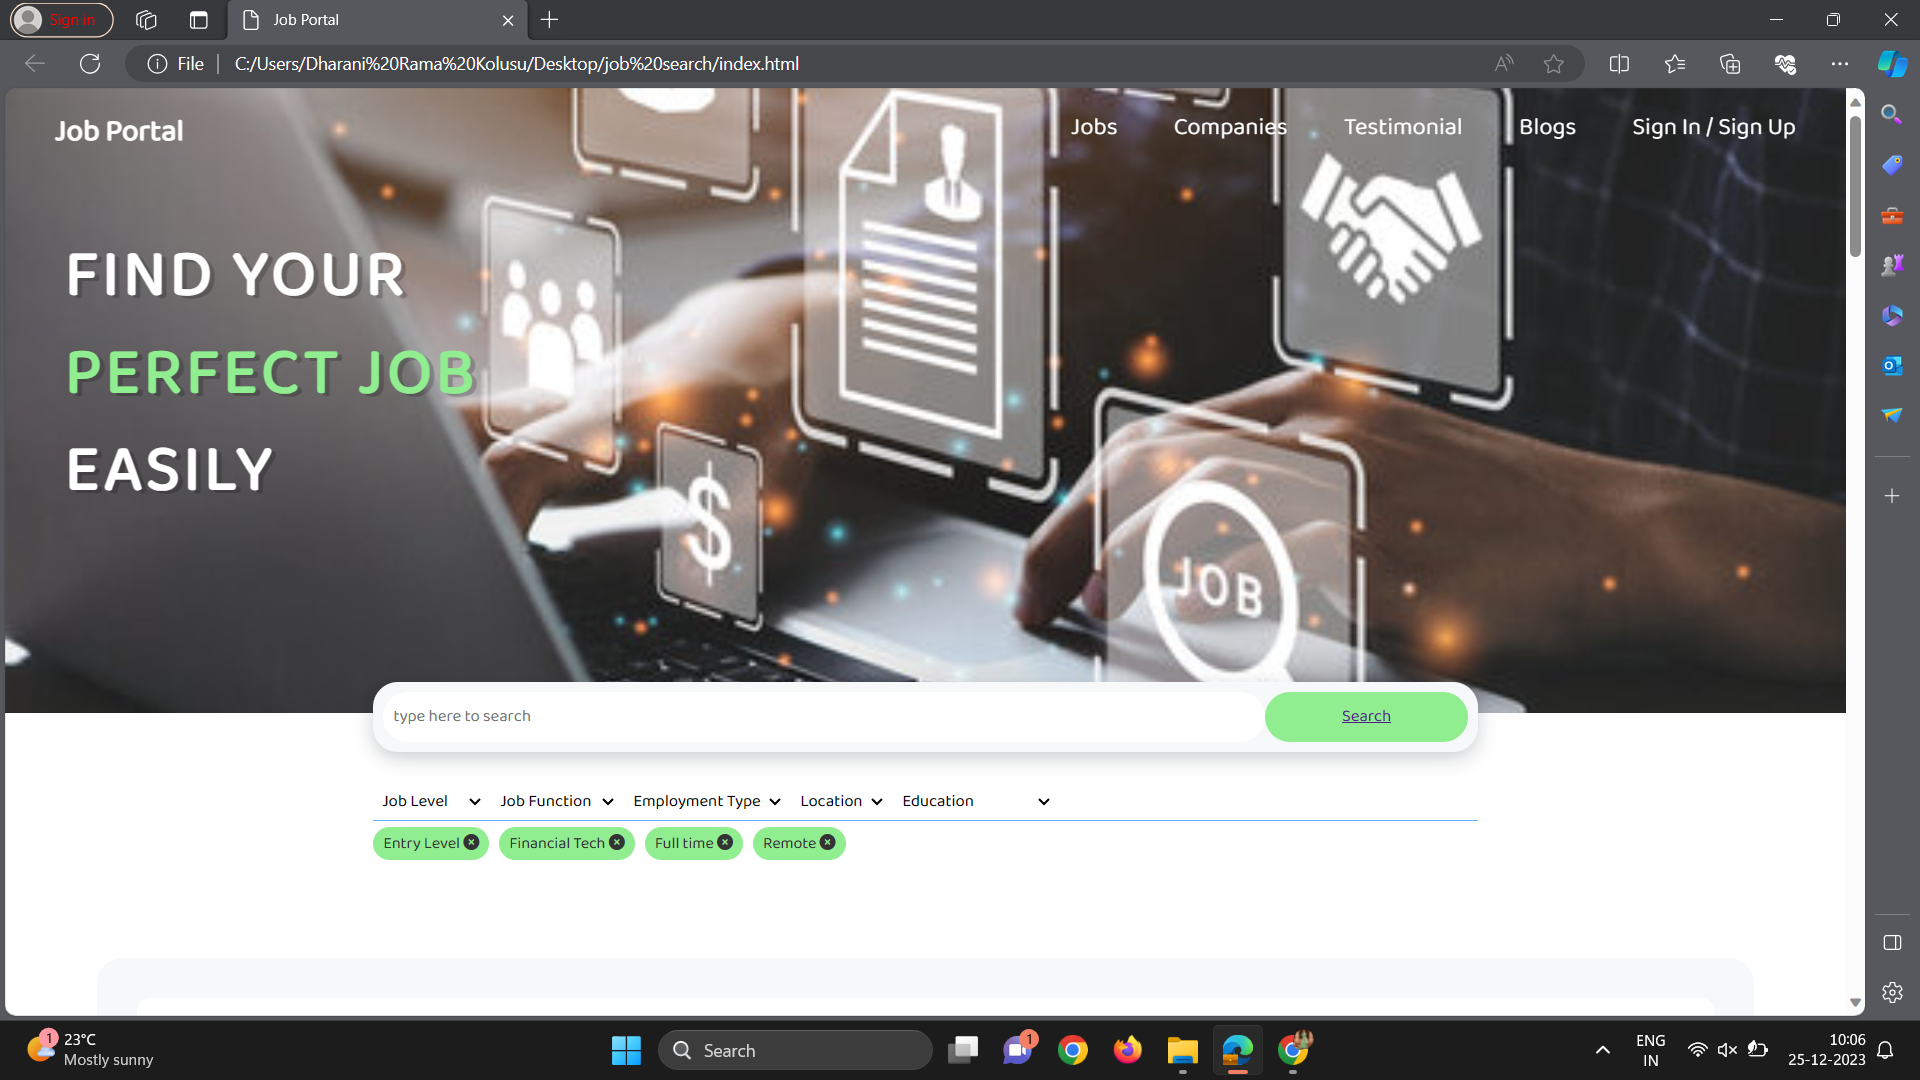 Sign in
Job Portal
File
C:/Users/Dharani%20Rama%20Kolusu/Desktop/job%20search/index.html
Job Portal
Jobs
Companies
Testimonial
Blogs
Sign In / Sign Up
FIND YOUR
PERFECT JOB
EASILY
$
JOB
type here to search
Search
Job Level
Job Function
Employment Type
Location
Education
Entry Level
Financial Tech
Full time
Remote
1
23°C
Mostly sunny
Search
1
ENG
IN
10:06
25-12-2023